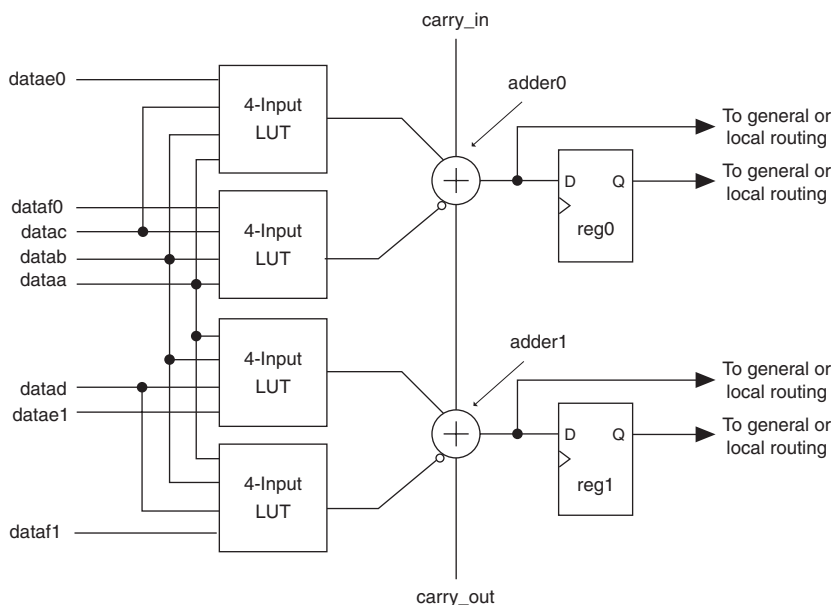 carry_in
datae0
4-Input
LUT
adder0
To general or
local routing
dataf0
datac
datab
dataa
4-Input
LUT
D Q
reg0
To general or
local routing
4-Input
LUT
adder1
To general or
local routing
datad
datae1
4-Input
LUT
D Q
reg1
To general or
local routing
dataf1
carry_out